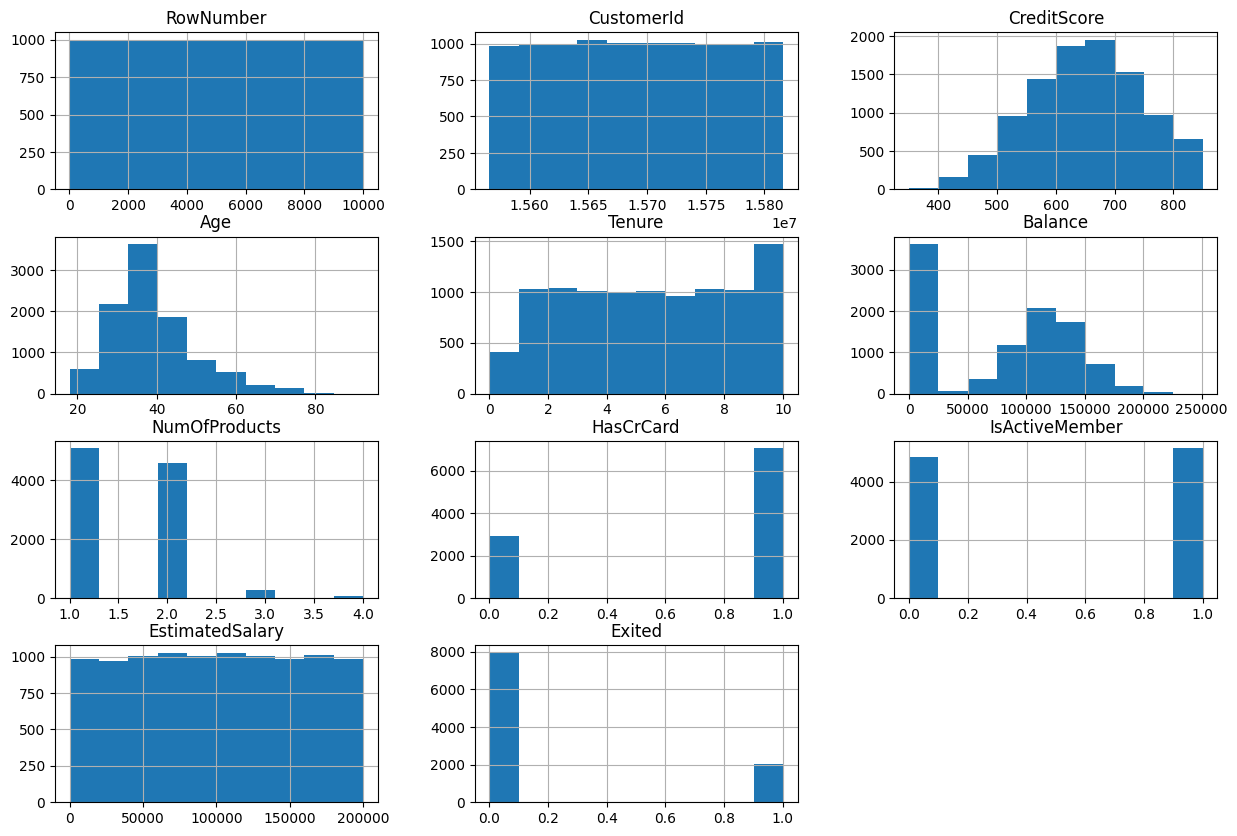 RowNumber
1000
750
500
250
0
0 2000 4000 6000 8000 10000
CustomerId
1000
750
500
250
0
1.560 1.565 1.570 1.575 1.580
1e7
CreditScore
2000
1500
1000
500
0
400 500 600 700 800
Age
3000
2000
1000
0
20 40 60 80
Tenure
1500
1000
500
0
0 2 4 6 8 10
Balance
3000
2000
1000
0
0 50000 100000 150000 200000 250000
NumOfProducts
4000
2000
0
1.0 1.5 2.0 2.5 3.0 3.5 4.0
HasCrCard
6000
4000
2000
0
0.0 0.2 0.4 0.6 0.8 1.0
IsActiveMember
4000
2000
0
0.0 0.2 0.4 0.6 0.8 1.0
EstimatedSalary
1000
750
500
250
0
0 50000 100000 150000 200000
Exited
8000
6000
4000
2000
0
0.0 0.2 0.4 0.6 0.8 1.0